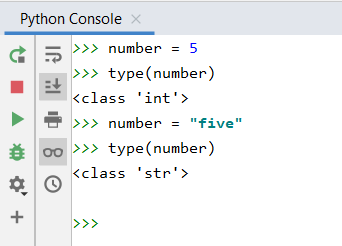 Python Console
>>> number = 5
>>> type(number)
<class 'int'>
>>> number = "five"
>>> type(number)
<class 'str'>
>>>